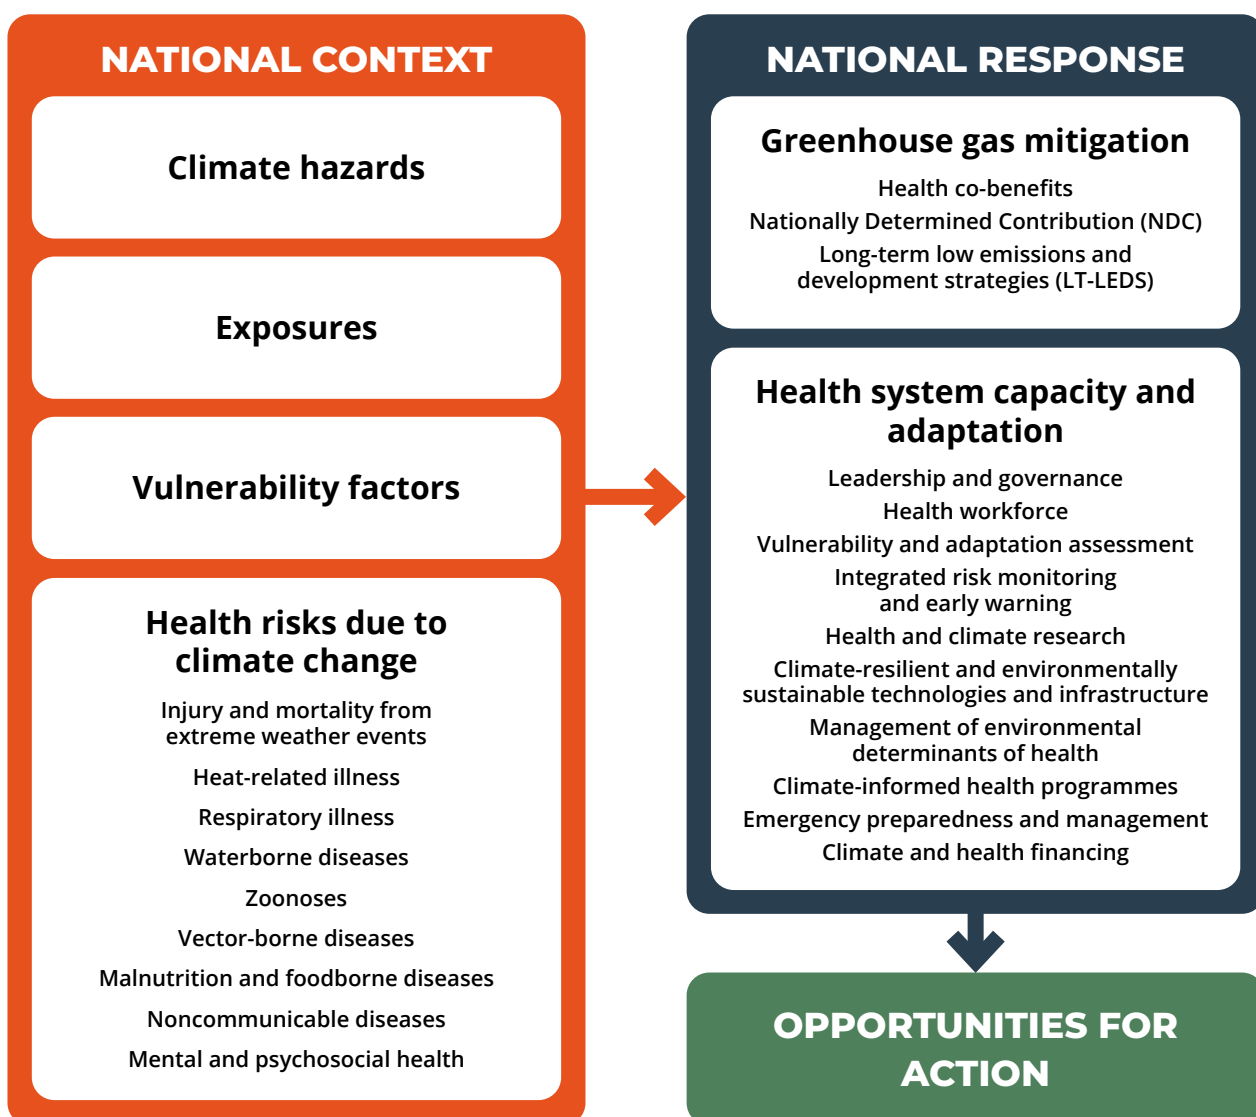 NATIONAL CONTEXT
Climate hazards
Exposures
Vulnerability factors
Health risks due to
climate change
Injury and mortality from
extreme weather events
Heat-related illness
Respiratory illness
Waterborne diseases
Zoonoses
Vector-borne diseases
Malnutrition and foodborne diseases
Noncommunicable diseases
Mental and psychosocial health
NATIONAL RESPONSE
Greenhouse gas mitigation
Health co-benefits
Nationally Determined Contribution (NDC)
Long-term low emissions and
development strategies (LT-LEDS)
Health system capacity and
adaptation
Leadership and governance
Health workforce
Vulnerability and adaptation assessment
Integrated risk monitoring
and early warning
Health and climate research
Climate-resilient and environmentally
sustainable technologies and infrastructure
Management of environmental
determinants of health
Climate-informed health programmes
Emergency preparedness and management
Climate and health financing
OPPORTUNITIES FOR
ACTION